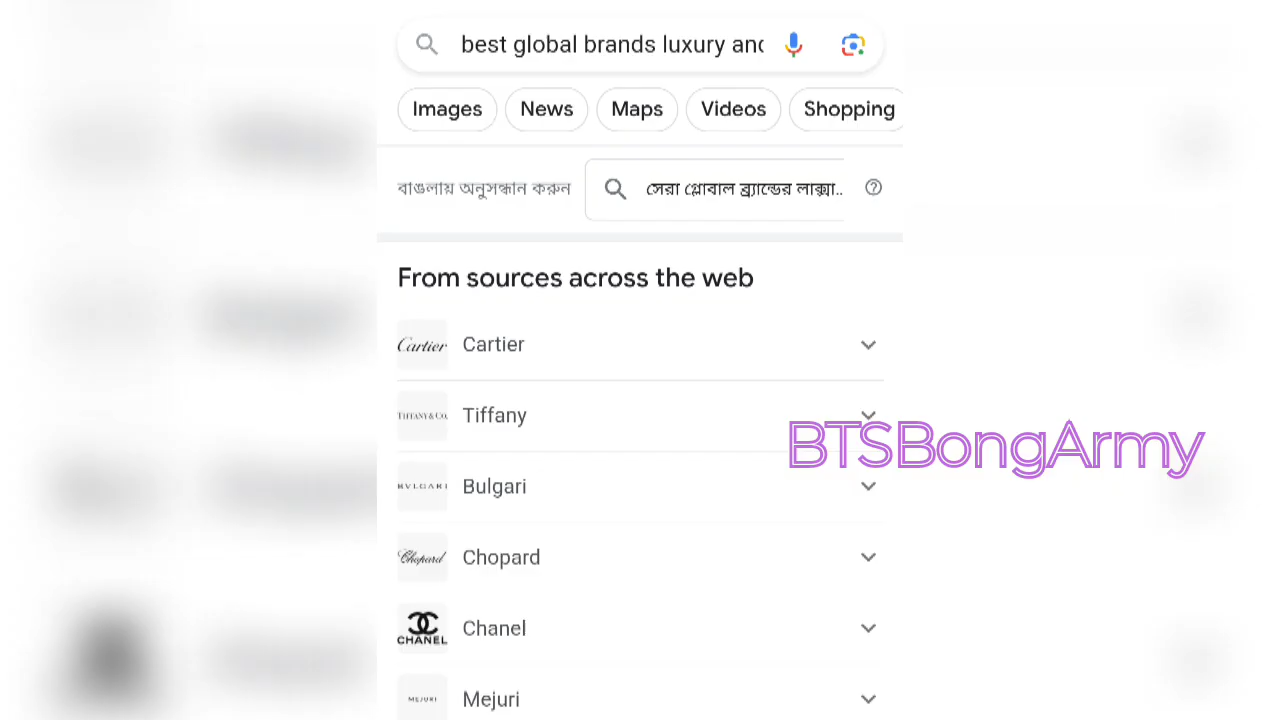 best global brands luxury and
Images News Maps Videos Shopping
বাঙলায় অনুসন্ধান করুন সেরা গ্লোবাল ব্র্যান্ডের লাক্সা..
From sources across the web
Cartier Cartier
TIFFANY & CO. Tiffany
BTSBongArmy
BVLGARI Bulgari
Chopard Chopard
CHANEL Chanel
MEJURI Mejuri